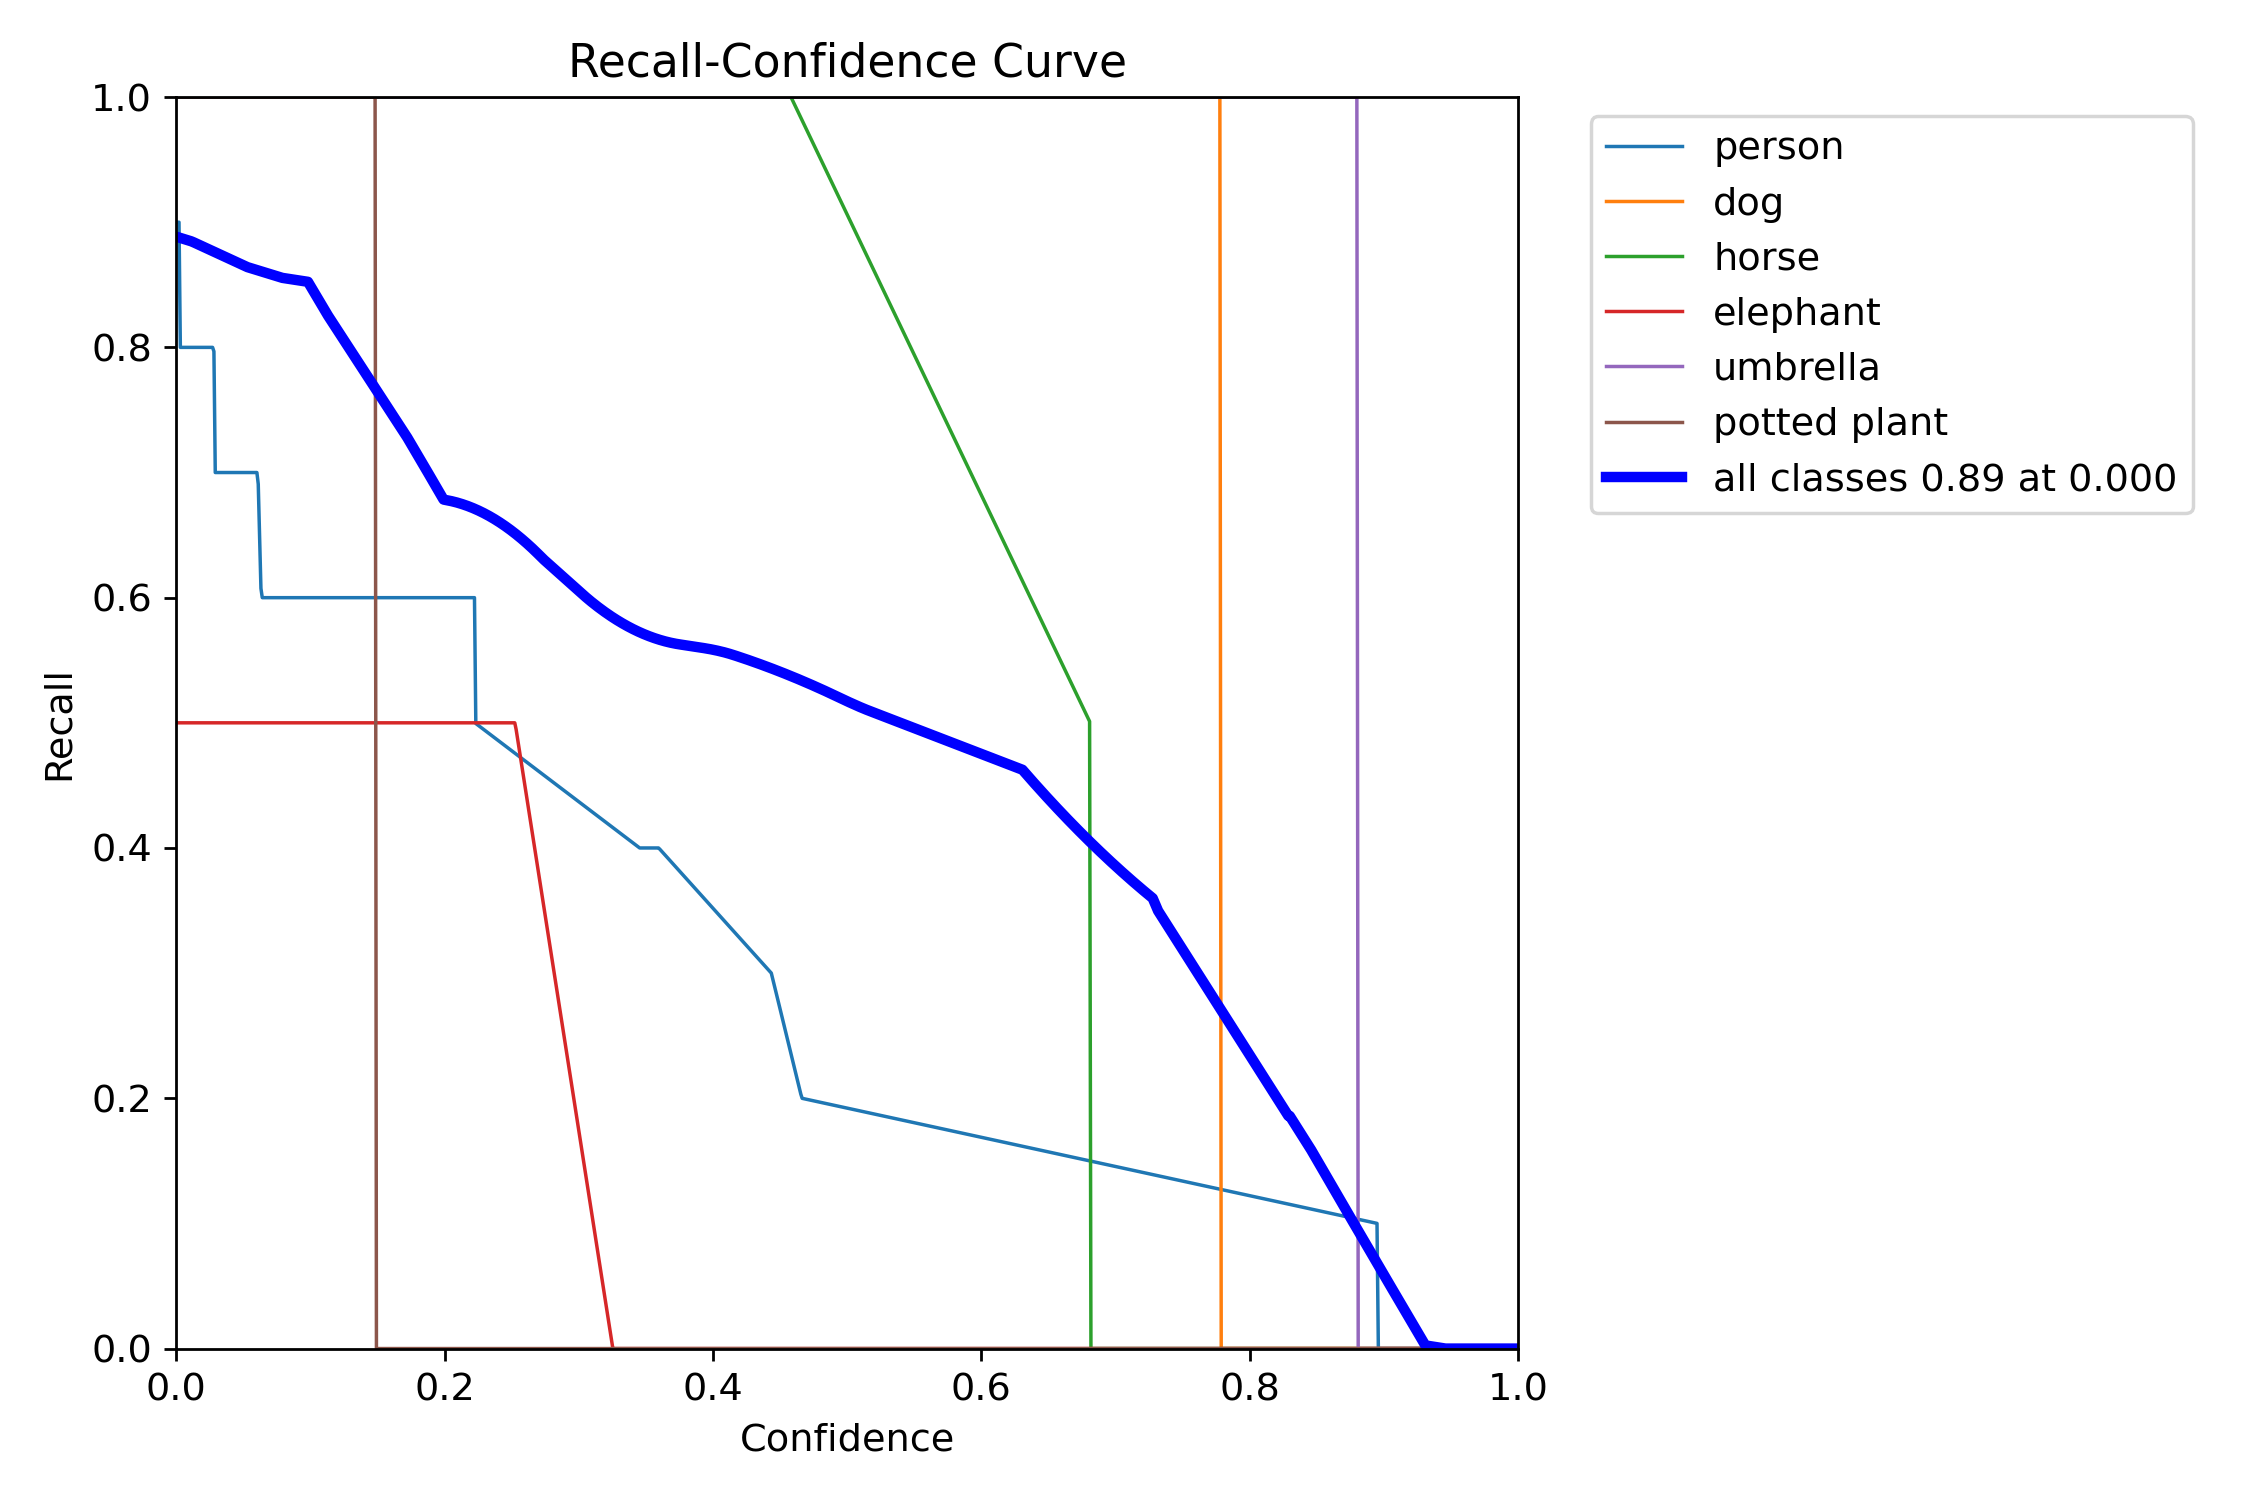 Recall-Confidence Curve
1.0
0.8
0.6
0.4
0.2
0.0
Recall
0.0 0.2 0.4 0.6 0.8 1.0
Confidence
person
dog
horse
elephant
umbrella
potted plant
all classes 0.89 at 0.000